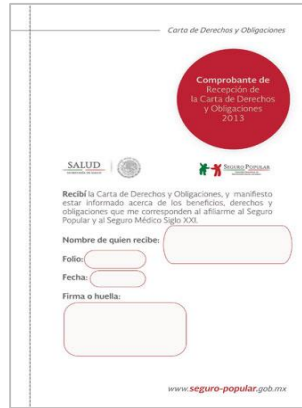 Carta de Derechos y Obligaciones
Comprobante de
Recepción de
la Carta de Derechos
y Obligaciones
2013
SALUD
SEGURO POPULAR
Recibí la Carta de Derechos y Obligaciones, y manifiesto
estar informado acerca de los beneficios, derechos y
obligaciones que me corresponden al afiliarme al Seguro
Popular y al Seguro Médico Siglo XXI.
Nombre de quien recibe:
Folio:
Fecha:
Firma o huella:
www.seguro-popular.gob.mx